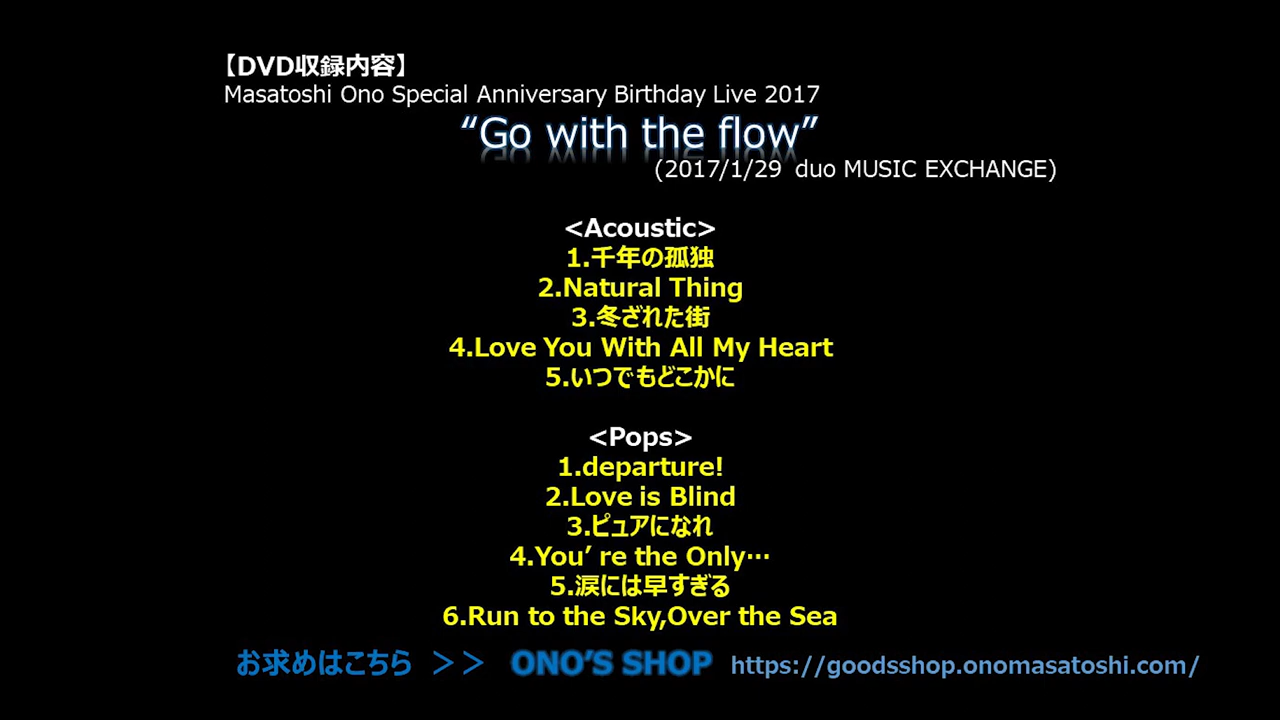 【DVD収録内容】
Masatoshi Ono Special Anniversary Birthday Live 2017
“Go with the flow”
(2017/1/29 duo MUSIC EXCHANGE)
<Acoustic>
1.千年の孤独
2.Natural Thing
3.冬ざれた街
4.Love You With All My Heart
5.いつでもどこかに
<Pops>
1.departure!
2.Love is Blind
3.ピュアになれ
4.You’ re the Only…
5.涙には早すぎる
6.Run to the Sky,Over the Sea
お求めはこちら >> ONO’S SHOP https://goodsshop.onomasatoshi.com/